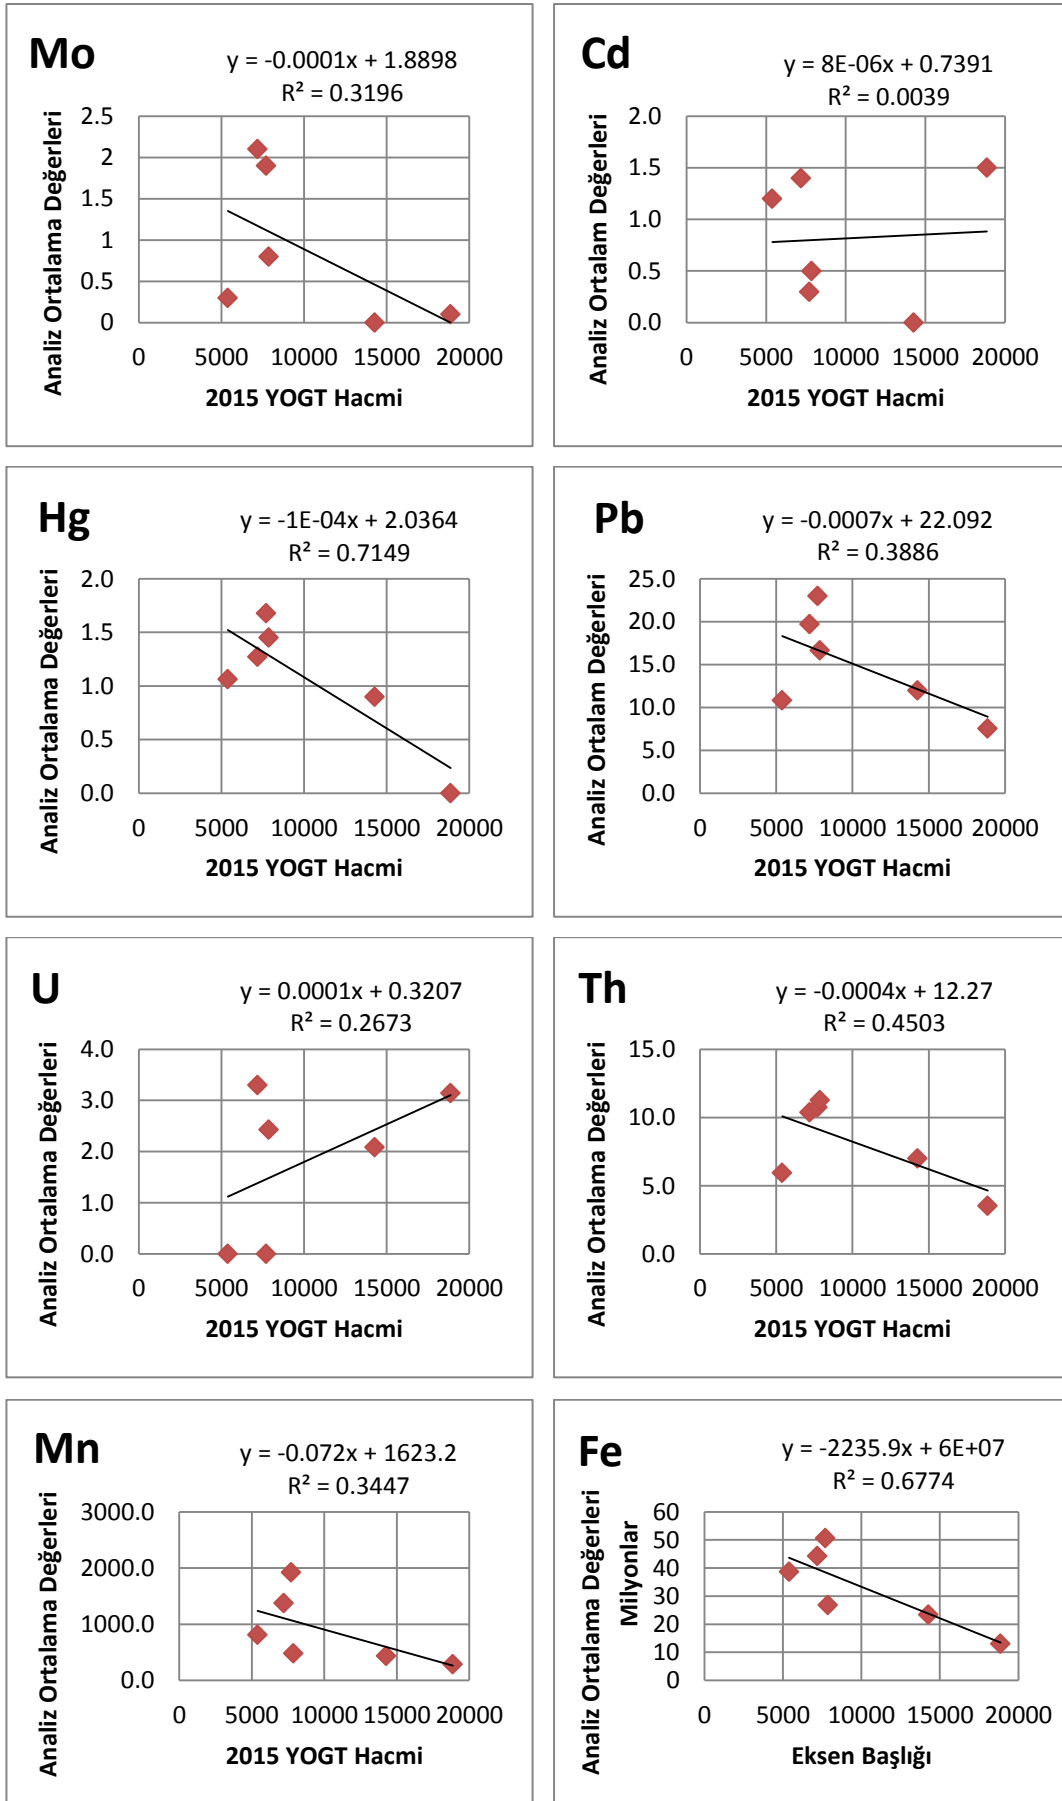 Mo
y = -0.0001x + 1.8898
R² = 0.3196
Analiz Ortalama Değerleri
2.5
2
1.5
1
0.5
0
0 5000 10000 15000 20000
2015 YOGT Hacmi
Cd
y = 8E-06x + 0.7391
R² = 0.0039
Analiz Ortalam Değerleri
2.0
1.5
1.0
0.5
0.0
0 5000 10000 15000 20000
2015 YOGT Hacmi
Hg
y = -1E-04x + 2.0364
R² = 0.7149
Analiz Ortalama Değerleri
2.0
1.5
1.0
0.5
0.0
0 5000 10000 15000 20000
2015 YOGT Hacmi
Pb
y = -0.0007x + 22.092
R² = 0.3886
Analiz Ortalam Değerleri
25.0
20.0
15.0
10.0
5.0
0.0
0 5000 10000 15000 20000
2015 YOGT Hacmi
U
y = 0.0001x + 0.3207
R² = 0.2673
Analiz Ortalama Değerleri
4.0
3.0
2.0
1.0
0.0
0 5000 10000 15000 20000
2015 YOGT Hacmi
Th
y = -0.0004x + 12.27
R² = 0.4503
Analiz Ortalama Değerleri
15.0
10.0
5.0
0.0
0 5000 10000 15000 20000
2015 YOGT Hacmi
Mn
y = -0.072x + 1623.2
R² = 0.3447
Analiz Ortalama Değerleri
3000.0
2000.0
1000.0
0.0
0 5000 10000 15000 20000
2015 YOGT Hacmi
Fe
y = -2235.9x + 6E+07
R² = 0.6774
Analiz Ortalama Değerleri
Milyonlar
60
50
40
30
20
10
0
0 5000 10000 15000 20000
Eksen Başlığı